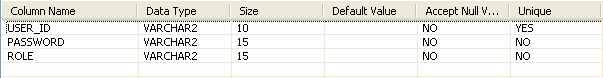 Column Name Data Type Size Default Value Accept Null V... Unique
USER_ID VARCHAR2 10 NO YES
PASSWORD VARCHAR2 15 NO NO
ROLE VARCHAR2 15 NO NO